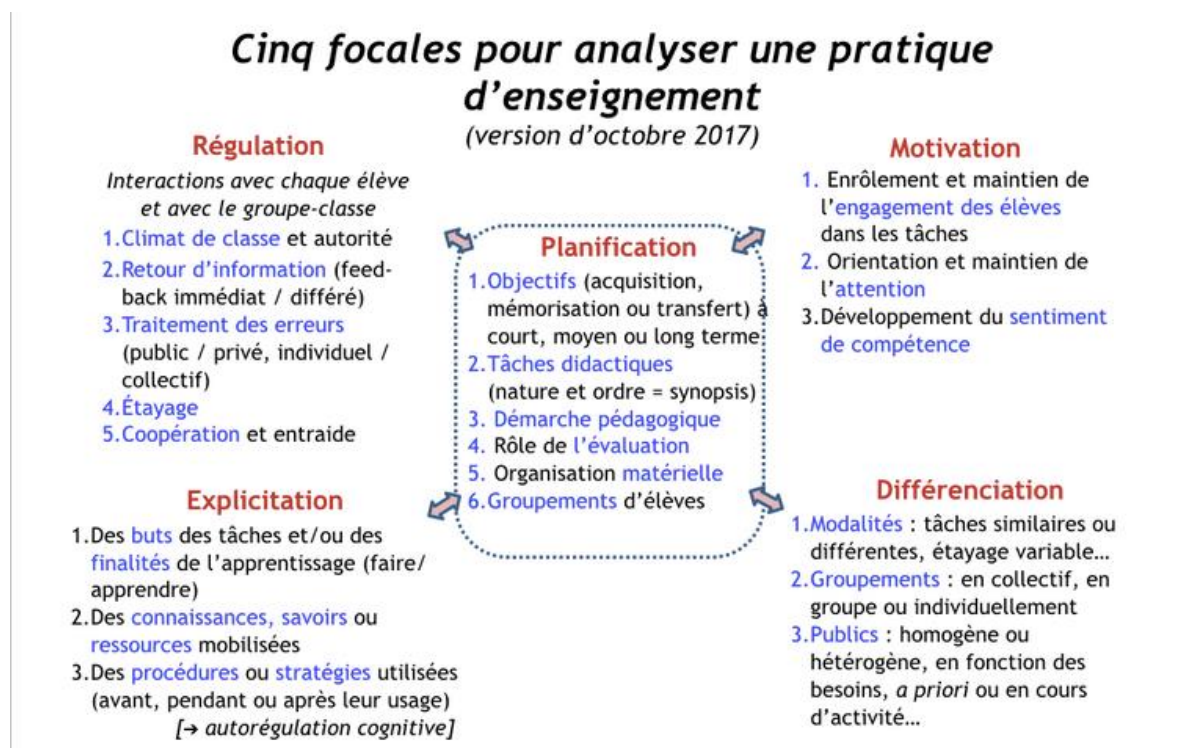 Cinq focales pour analyser une pratique
d'enseignement
(version d'octobre 2017)
Régulation
Interactions avec chaque élève
et avec le groupe-classe
1.Climat de classe et autorité
2.Retour d'information (feed-
back immédiat / différé)
3.Traitement des erreurs
(public / privé, individuel /
collectif)
4.Étayage
5.Coopération et entraide
Planification
1.Objectifs (acquisition,
mémorisation ou transfert) à
court, moyen ou long terme
2.Tâches didactiques
(nature et ordre = synopsis)
3. Démarche pédagogique
4. Rôle de l'évaluation
5. Organisation matérielle
6.Groupements d'élèves
Motivation
1. Enrôlement et maintien de
l'engagement des élèves
dans les tâches
2. Orientation et maintien de
l'attention
3.Développement du sentiment
de compétence
Explicitation
1.Des buts des tâches et/ou des
finalités de l'apprentissage (faire/
apprendre)
2.Des connaissances, savoirs ou
ressources mobilisées
3.Des procédures ou stratégies utilisées
(avant, pendant ou après leur usage)
[→ autorégulation cognitive]
Différenciation
1.Modalités : tâches similaires ou
différentes, étayage variable…
2.Groupements : en collectif, en
groupe ou individuellement
3.Publics : homogène ou
hétérogène, en fonction des
besoins, a priori ou en cours
d'activité…